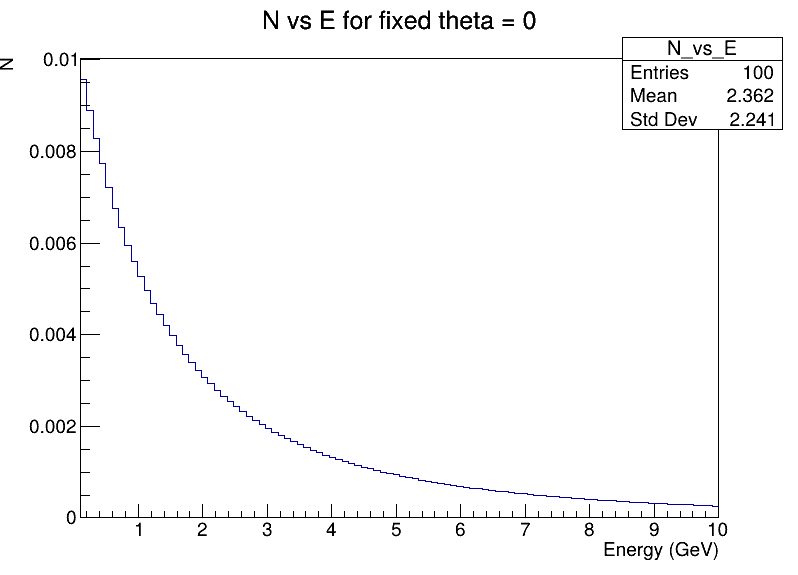 N vs E for fixed theta = 0
N_vs_E
Entries 100
Mean 2.362
Std Dev 2.241
N
0.01
0.008
0.006
0.004
0.002
0
1 2 3 4 5 6 7 8 9 10
Energy (GeV)